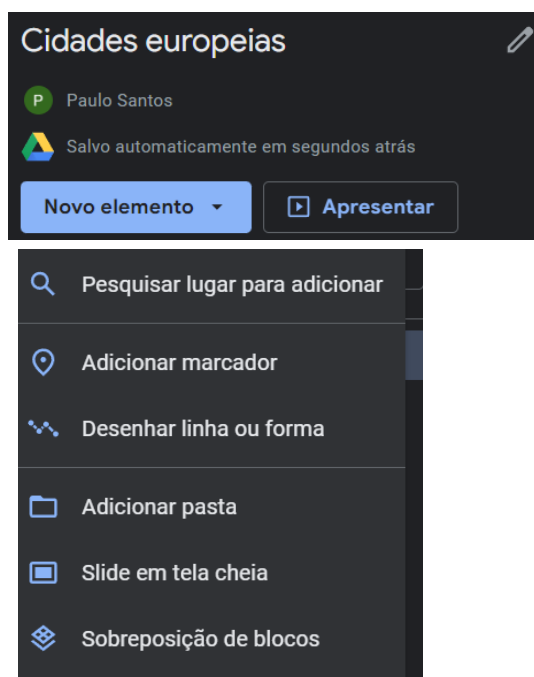 Cidades europeias
P Paulo Santos
Salvo automaticamente em segundos atrás
Novo elemento
Apresentar
Pesquisar lugar para adicionar
Adicionar marcador
Desenhar linha ou forma
Adicionar pasta
Slide em tela cheia
Sobreposição de blocos